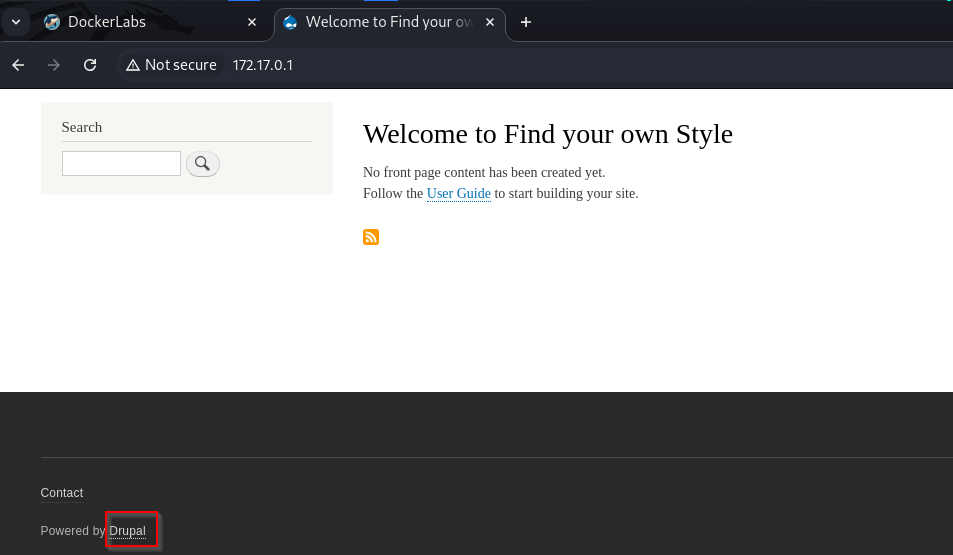 DockerLabs
Welcome to Find your ow
Not secure
172.17.0.1
Search
Welcome to Find your own Style
No front page content has been created yet.
Follow the User Guide to start building your site.
Contact
Powered by Drupal